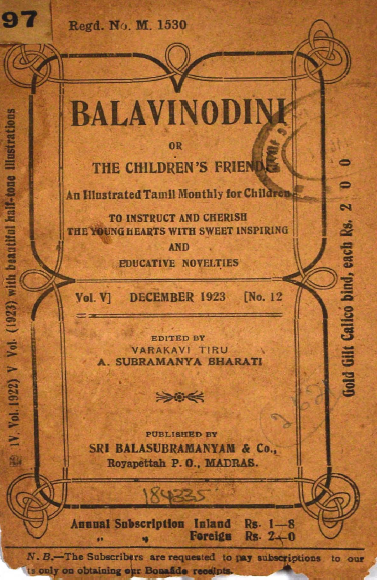 97
Regd. No. M. 1530
BALAVINODINI
OR
THE CHILDREN'S FRIEND
An Illustrated Tamil Monthly for Children
TO INSTRUCT AND CHERISH
THE YOUNG HEARTS WITH SWEET INSPIRING
AND
EDUCATIVE NOVELTIES
Vol. V] DECEMBER 1923 [No. 12
EDITED BY
VARAKAVI TIRU
A. SUBRAMANYA BHARATI
PUBLISHED BY
SRI BALASUBRAMANYAM & Co.,
Royapettah P. O., MADRAS.
184335
Annual Subscription Inland Rs. 1—8
" " Foreign Rs. 2—0
N. B.—The Subscribers are requested to pay subscriptions to our
is only on obtaining our Bonafide receipts.
(IV Vol. 1922) V Vol. (1923) with beautiful half-tone illustrations
Gold Gilt Calico bind, each Rs. 2 0 0